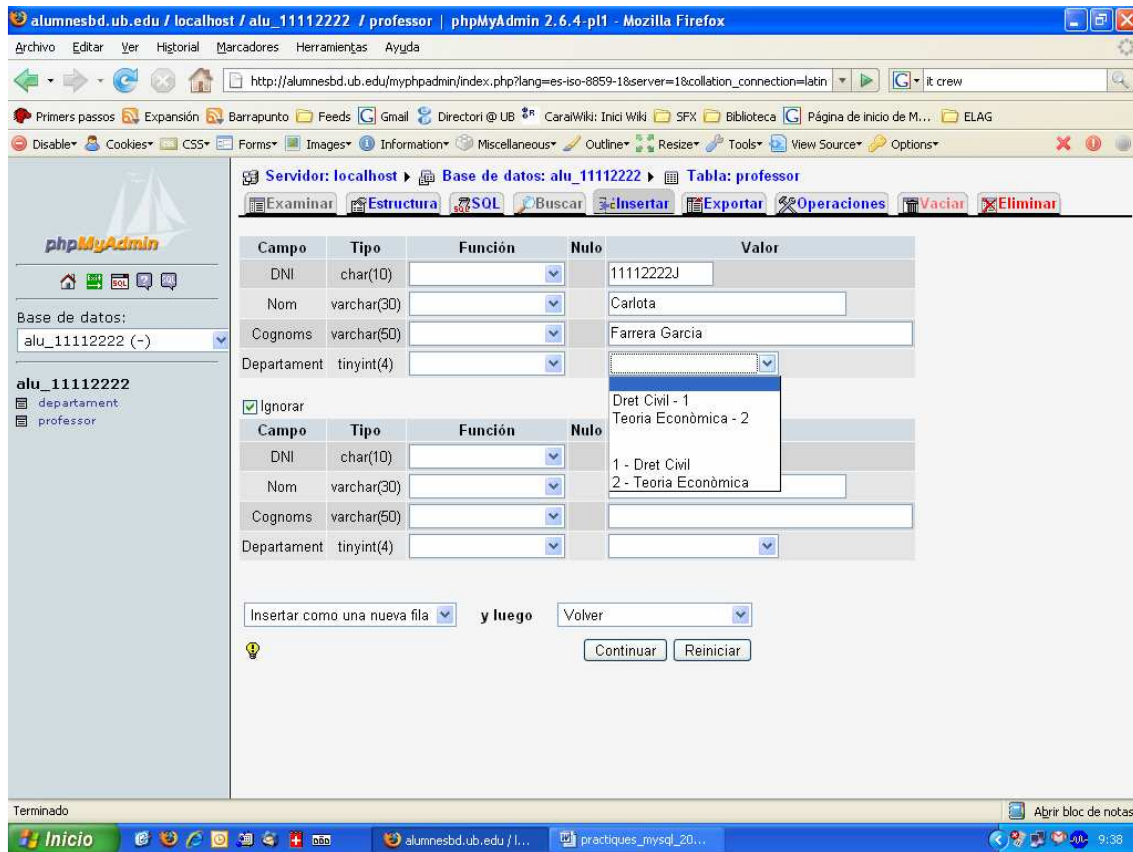 alumnesbd.ub.edu / localhost / alu_11112222 / professor | phpMyAdmin 2.6.4-pl1 - Mozilla Firefox
Archivo Editar Ver Historial Marcadores Herramientas Ayuda
http://alumnesbd.ub.edu/myphpadmin/index.php?lang=es-iso-8859-1&server=1&collation_connection=latin G it crew
Primers passos Expansión Barrapunto Feeds Gmail Directori @ UB CaraiWiki: Inici Wiki SFX Biblioteca Página de inicio de M... ELAG
Disable Cookies CSS Forms Images Information Miscellaneous Outline Resize Tools View Source Options
Servidor: localhost Base de datos: alu_11112222 Tabla: professor
Examinar Estructura SQL Buscar Insertar Exportar Operaciones Vaciar Eliminar
phpMyAdmin
SQL
Base de datos:
alu_11112222 (-)
alu_11112222
departament
professor
Campo Tipo Función Nulo Valor
DNI char(10) 11112222J
Nom varchar(30) Carlota
Cognoms varchar(50) Farrera Garcia
Departament tinyint(4)
Dret Civil - 1
Teoria Econòmica - 2
1 - Dret Civil
2 - Teoria Econòmica
Ignorar
Campo Tipo Función Nulo
DNI char(10)
Nom varchar(30)
Cognoms varchar(50)
Departament tinyint(4)
Insertar como una nueva fila y luego Volver
Continuar Reiniciar
Terminado Abrir bloc de notas
Inicio alumnesbd.ub.edu / l... practiques_mysql_20... 9:38